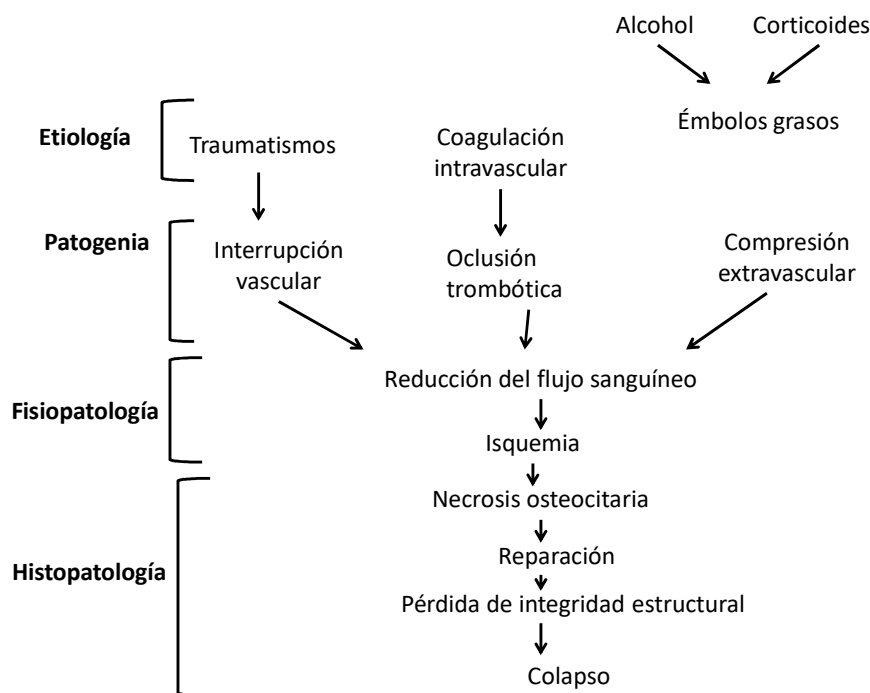 Alcohol
Corticoides
Émbolos grasos
Etiología
Traumatismos
Coagulación
intravascular
Patogenia
Interrupción
vascular
Oclusión
trombótica
Compresión
extravascular
Reducción del flujo sanguíneo
Fisiopatología
Isquemia
Necrosis osteocitaria
Histopatología
Reparación
Pérdida de integridad estructural
Colapso